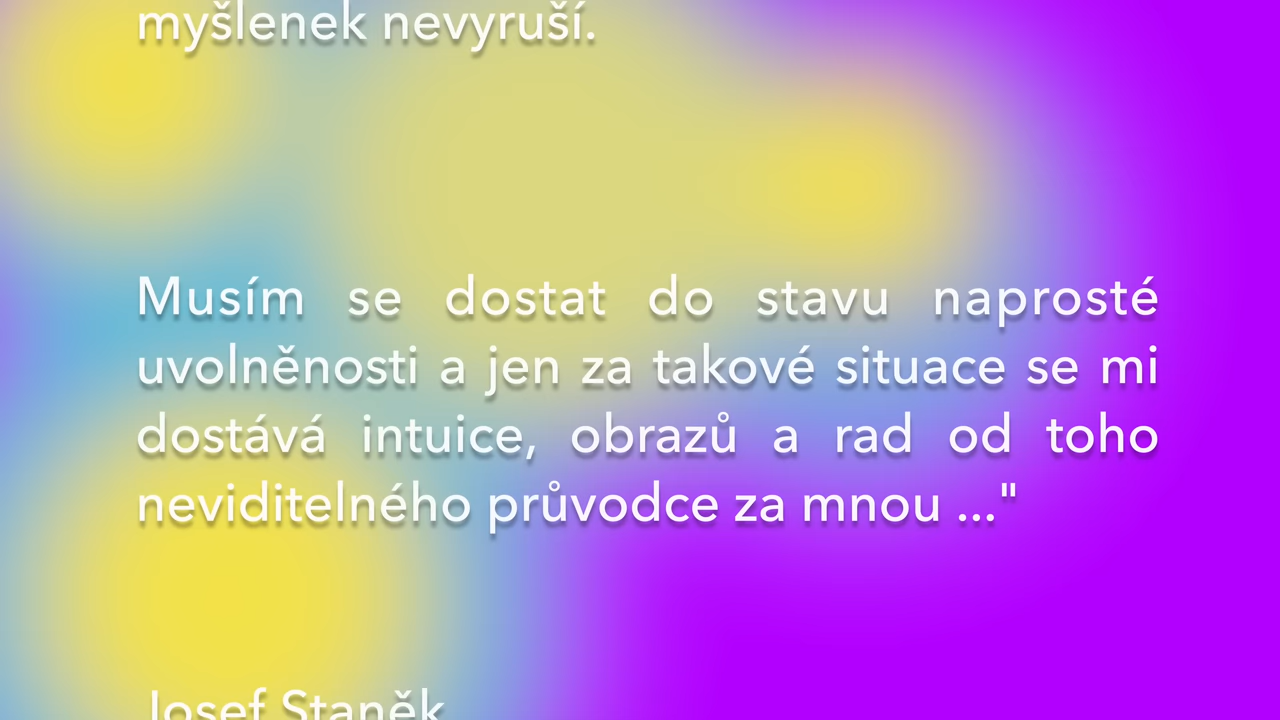 myšlenek nevyruší.
Musím se dostat do stavu naprosté
uvolněnosti a jen za takové situace se mi
dostává intuice, obrazů a rad od toho
neviditelného průvodce za mnou ..."
Josef Staněk